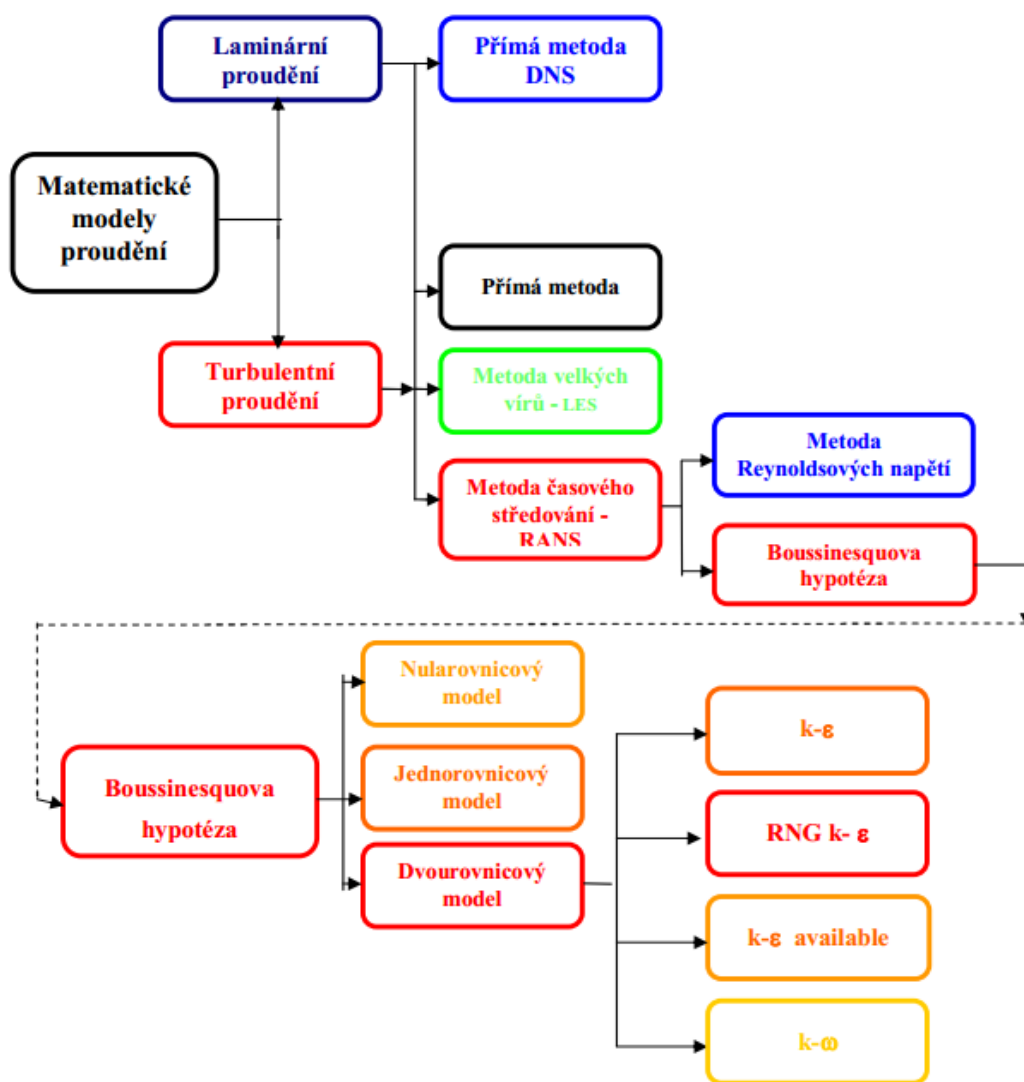 Laminární
proudění
Přímá metoda
DNS
Matematické
modely
proudění
Přímá metoda
Turbulentní
proudění
Metoda velkých
vírů - LES
Metoda časového
středování -
RANS
Metoda
Reynoldsových napětí
Boussinesquova
hypotéza
Boussinesquova
hypotéza
Nularovnicový
model
Jednorovnicový
model
Dvourovnicový
model
k-ε
RNG k- ε
k-ε available
k-ω